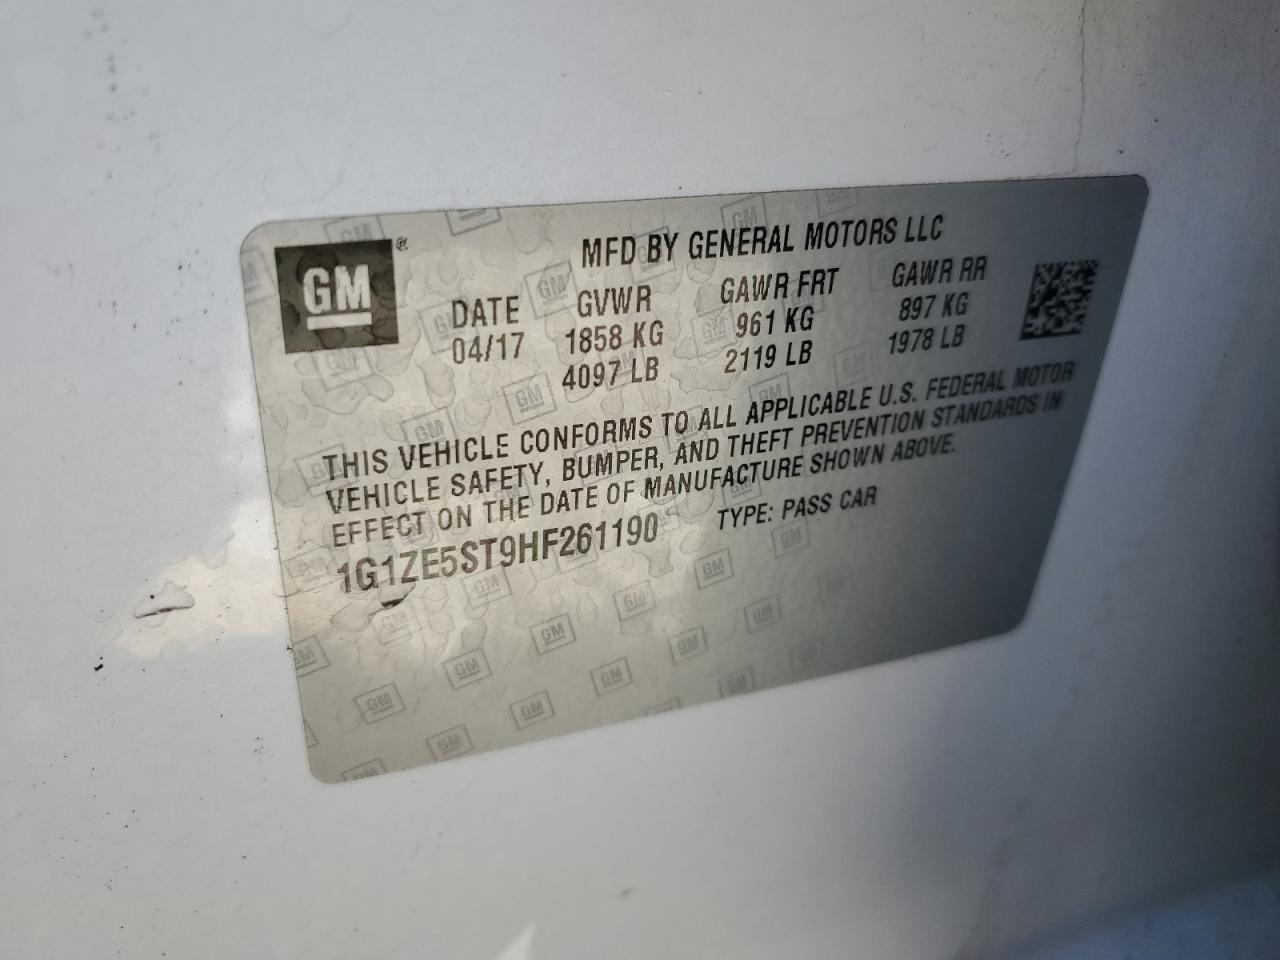 GM ®
MFD BY GENERAL MOTORS LLC
DATE GVWR GAWR FRT GAWR RR
04/17 1858 KG 961 KG 897 KG
4097 LB 2119 LB 1978 LB
THIS VEHICLE CONFORMS TO ALL APPLICABLE U.S. FEDERAL MOTOR
VEHICLE SAFETY, BUMPER, AND THEFT PREVENTION STANDARDS IN
EFFECT ON THE DATE OF MANUFACTURE SHOWN ABOVE.
1G1ZE5ST9HF261190 TYPE: PASS CAR